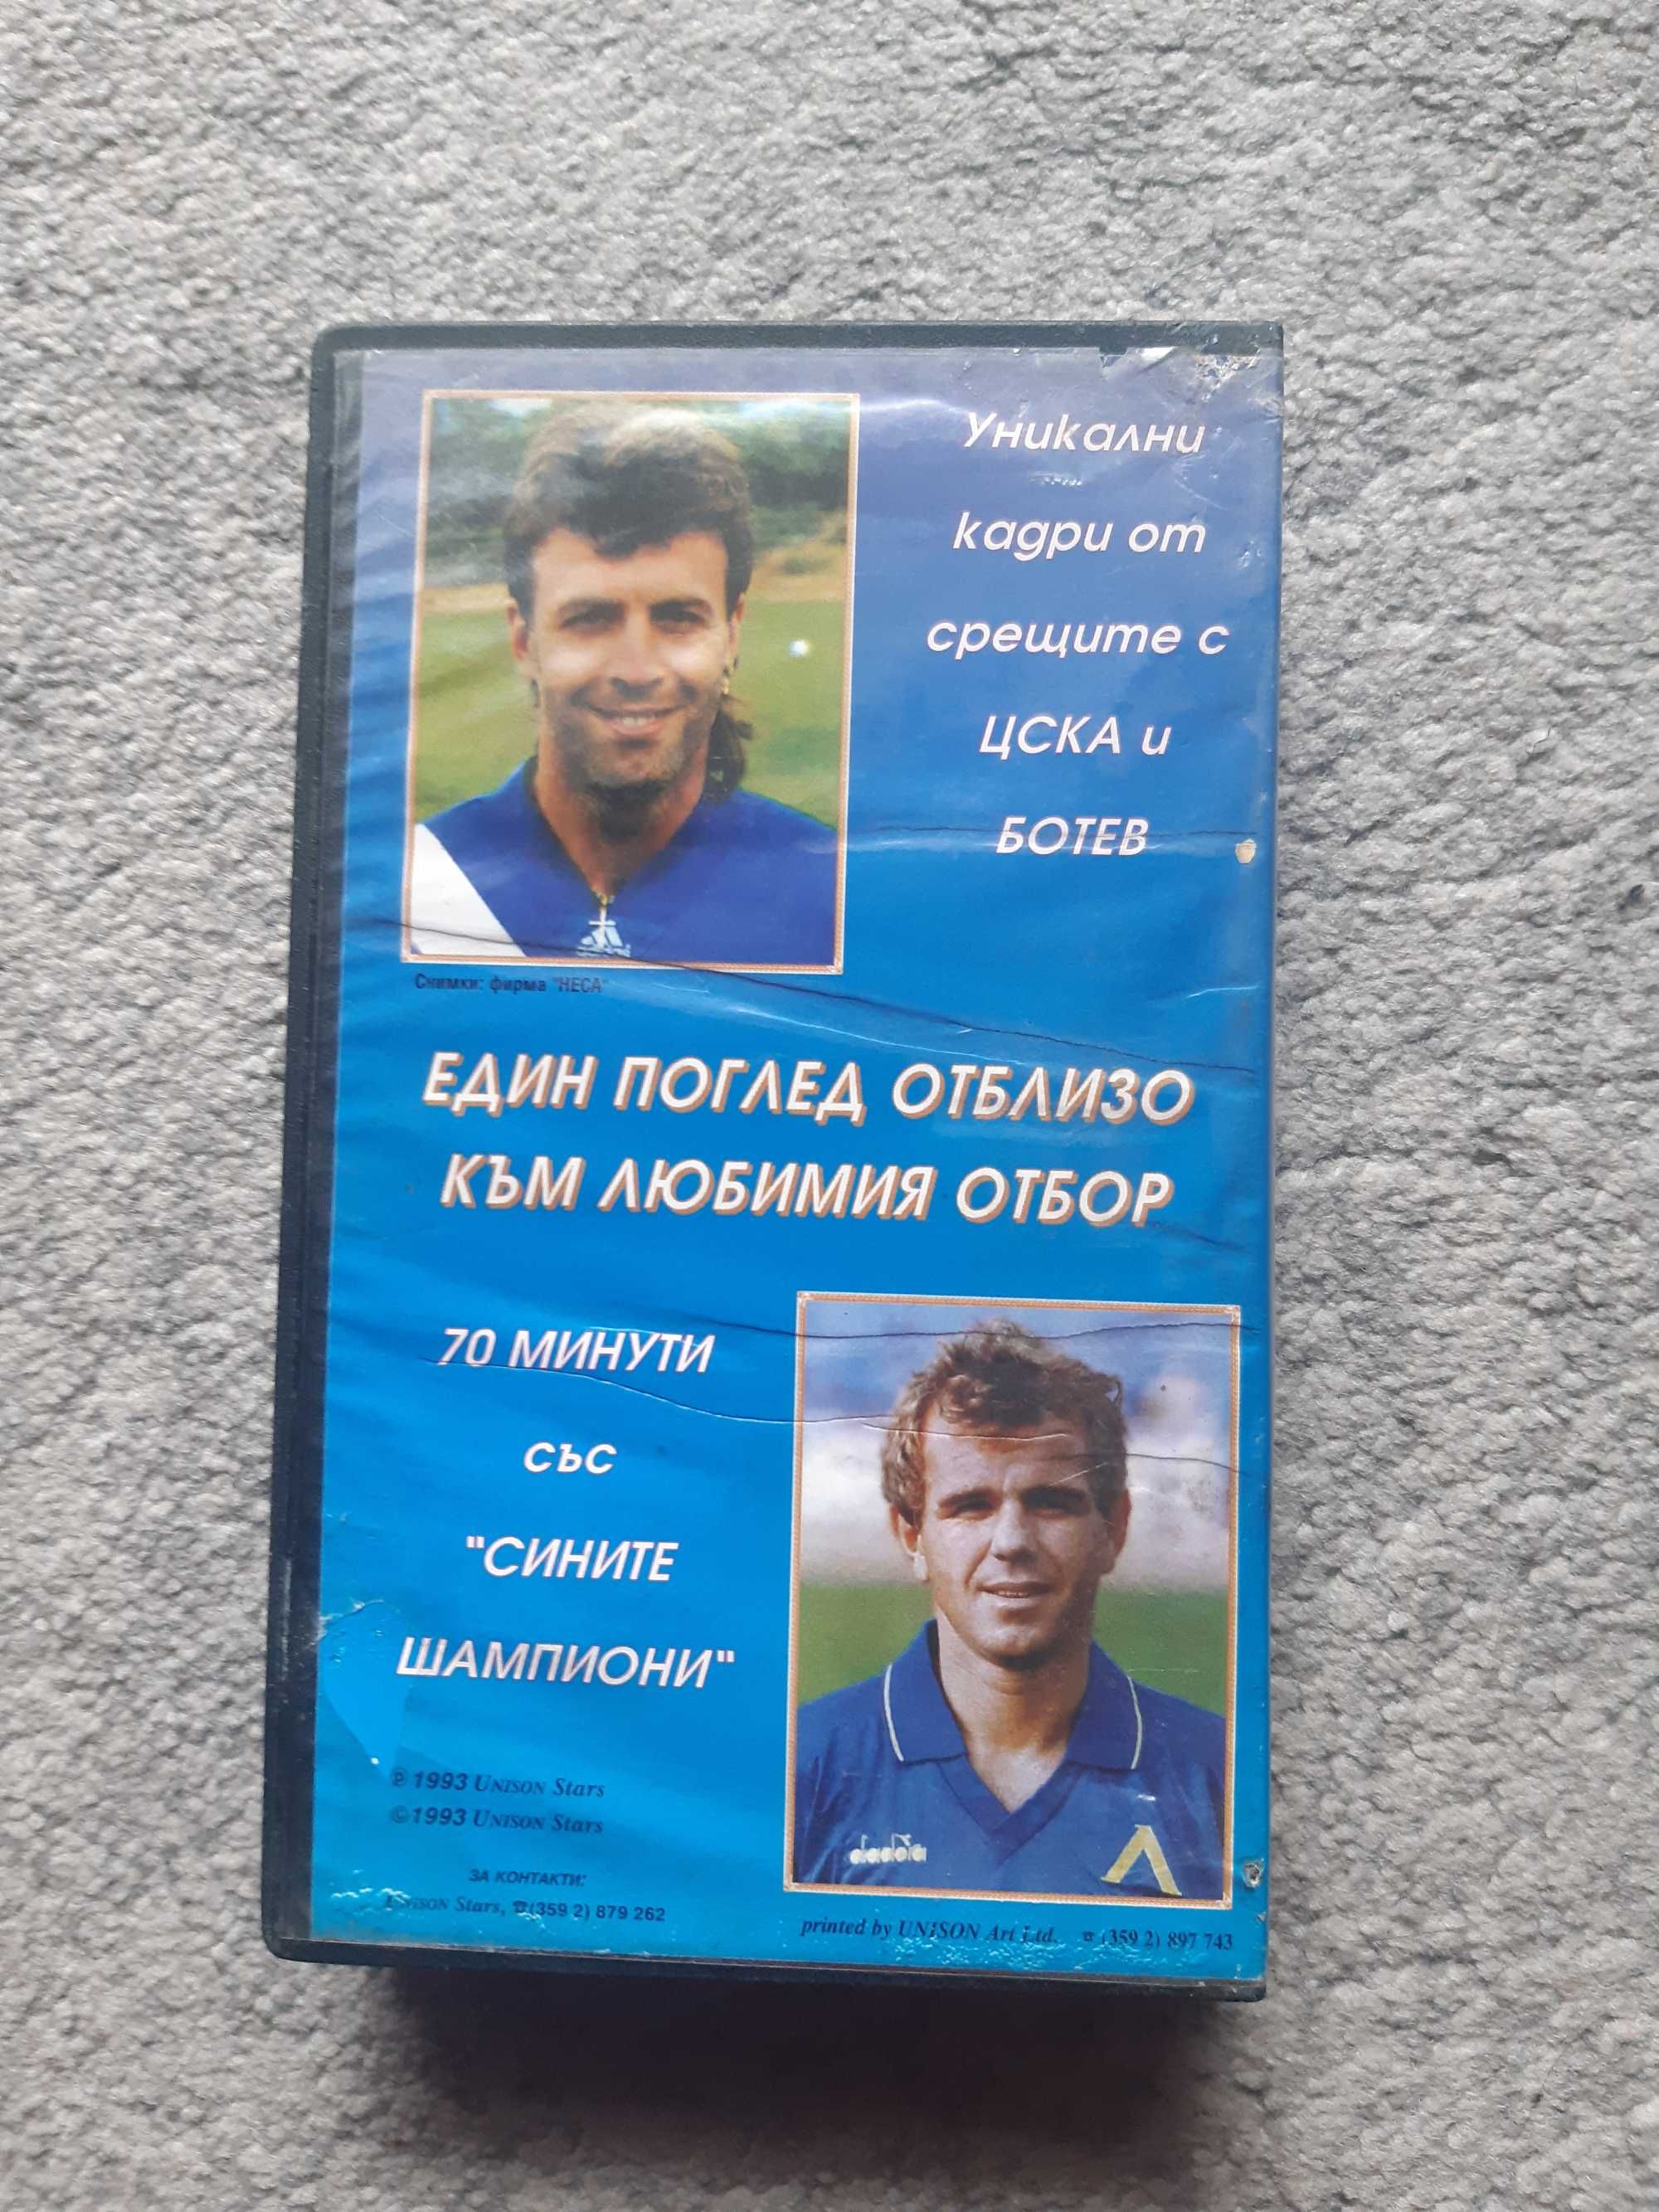 Уникални
кадри от
срещите с
ЦСКА и
БОТЕВ
Снимки: фирма "НЕСА"
ЕДИН ПОГЛЕД ОТБЛИЗО
КЪМ ЛЮБИМИЯ ОТБОР
70 МИНУТИ
със
"СИНИТЕ
ШАМПИОНИ"
℗ 1993 UNISON Stars
©1993 UNISON Stars
ЗА КОНТАКТИ:
UNISON Stars, ☎(359 2) 879 262
diadora
Λ
printed by UNISON Art Ltd. ☎ (359 2) 897 743